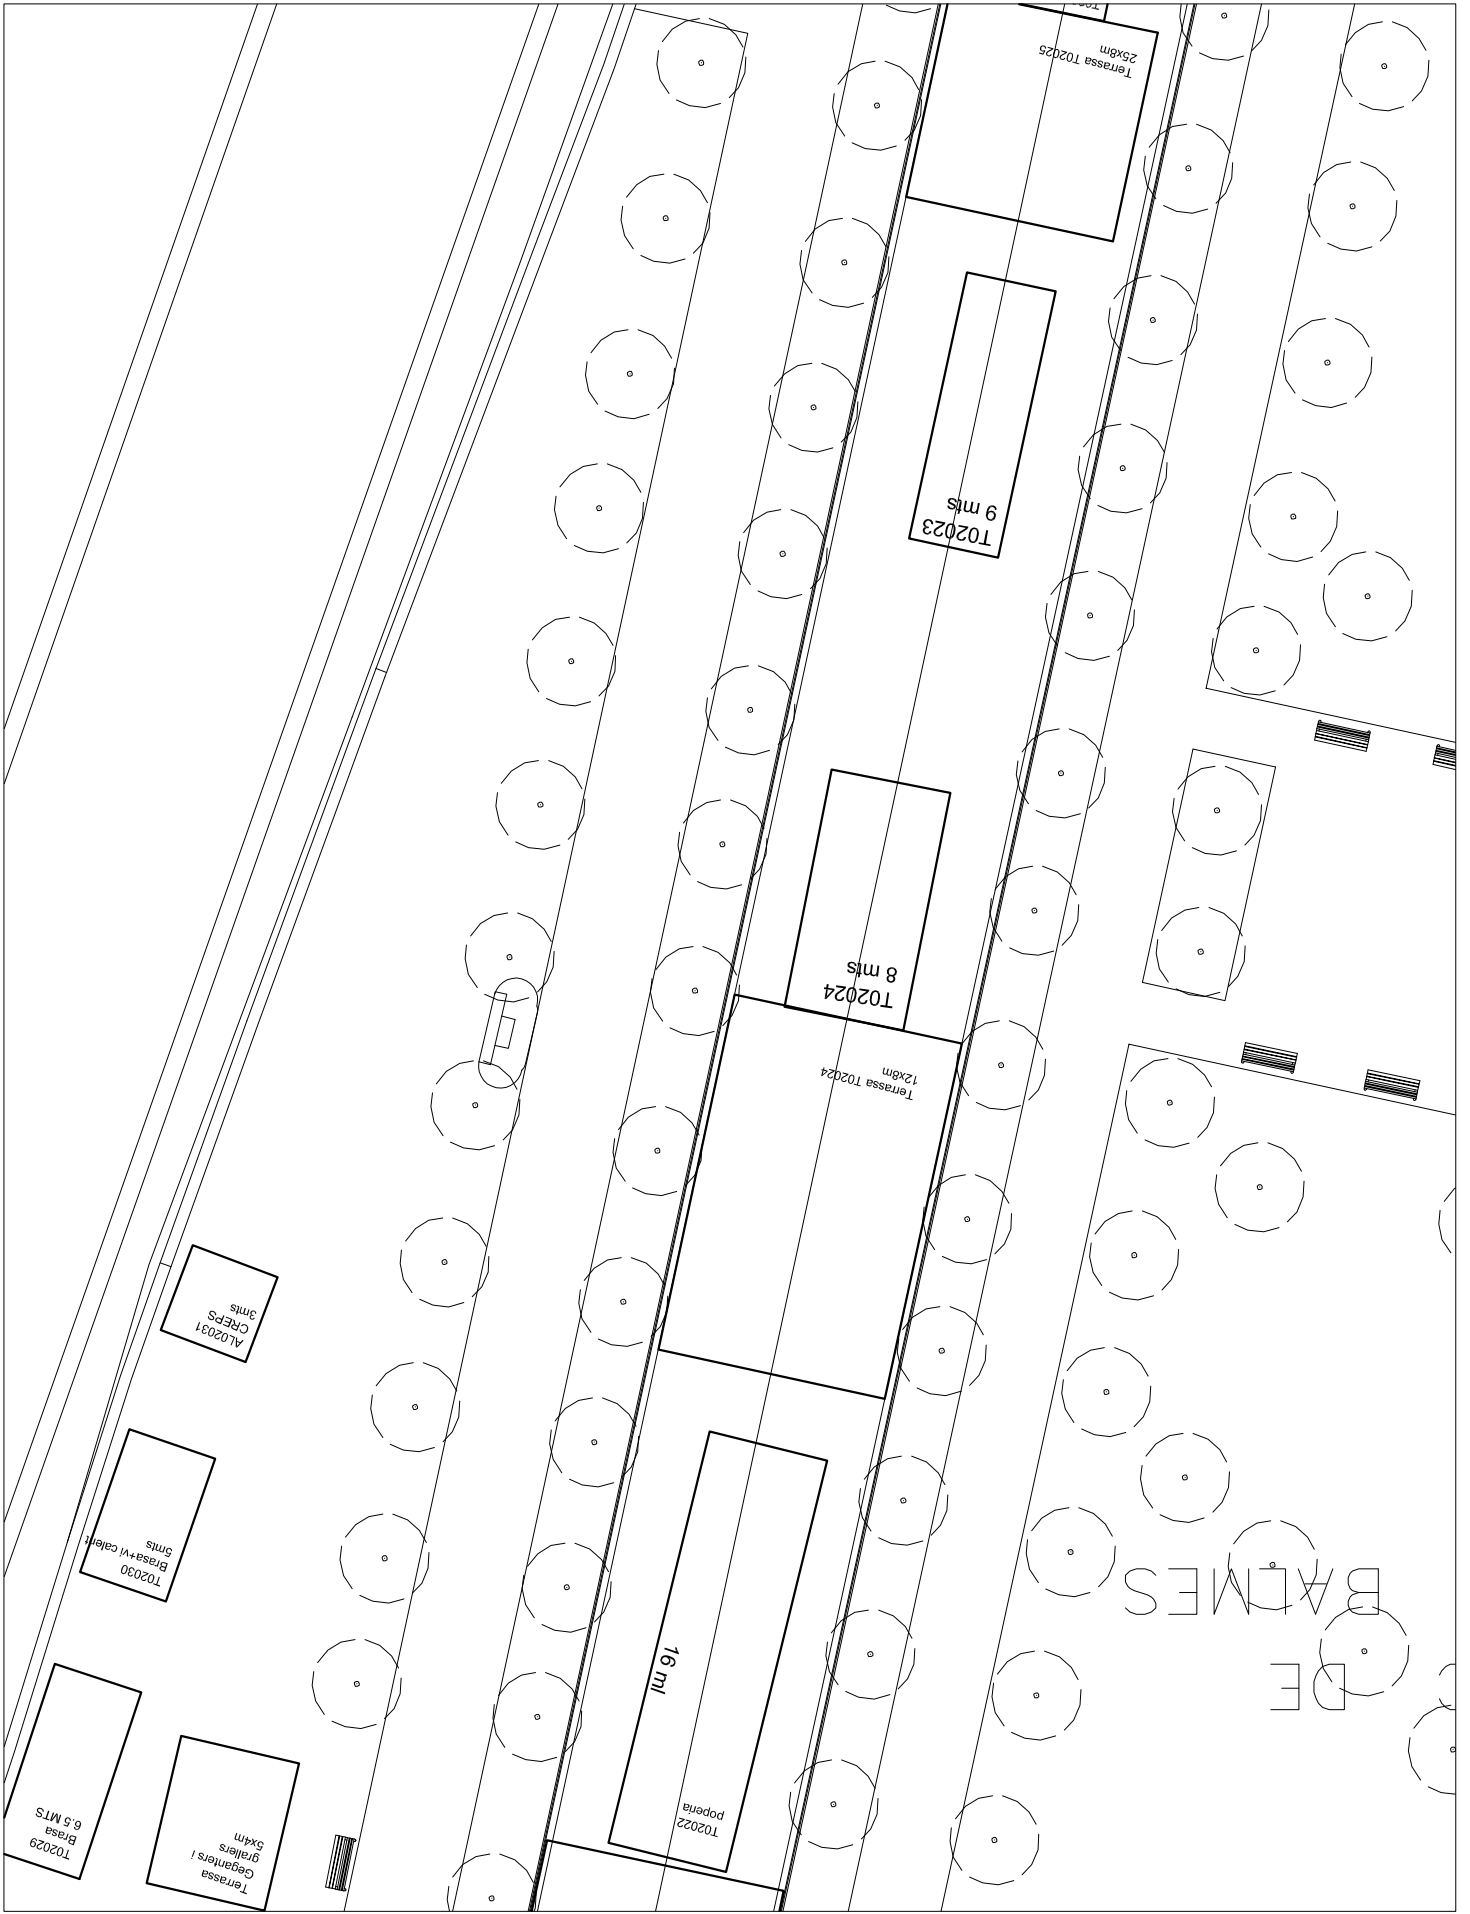 Terrassa
Geganters i
grallers
5x4m
T02029
Brasa
6.5 MTS
T02022
poperia
16 ml
DE
BALMES
T02030
Brasa+vi calent
5mts
AL02031
CREPS
3mts
Terrassa T02024
12x8m
T02024
8 mts
T02023
9 mts
Terrassa T02025
25x8m